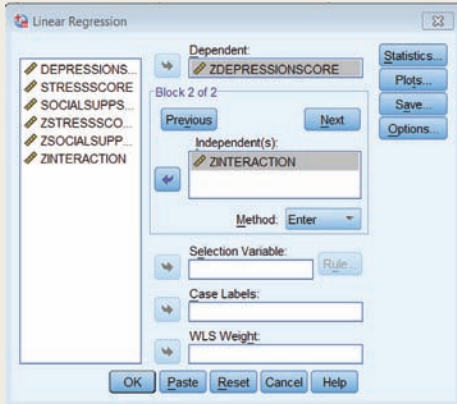 Linear Regression
DEPRESSIONS...
STRESSSCORE
SOCIALSUPPS...
ZSTRESSSCO...
ZSOCIALSUPP...
ZINTERACTION
Dependent:
ZDEPRESSIONSCORE
Block 2 of 2
Previous
Next
Independent(s):
ZINTERACTION
Method:
Enter
Selection Variable:
Rule...
Case Labels:
WLS Weight:
Statistics...
Plots...
Save...
Options...
OK
Paste
Reset
Cancel
Help